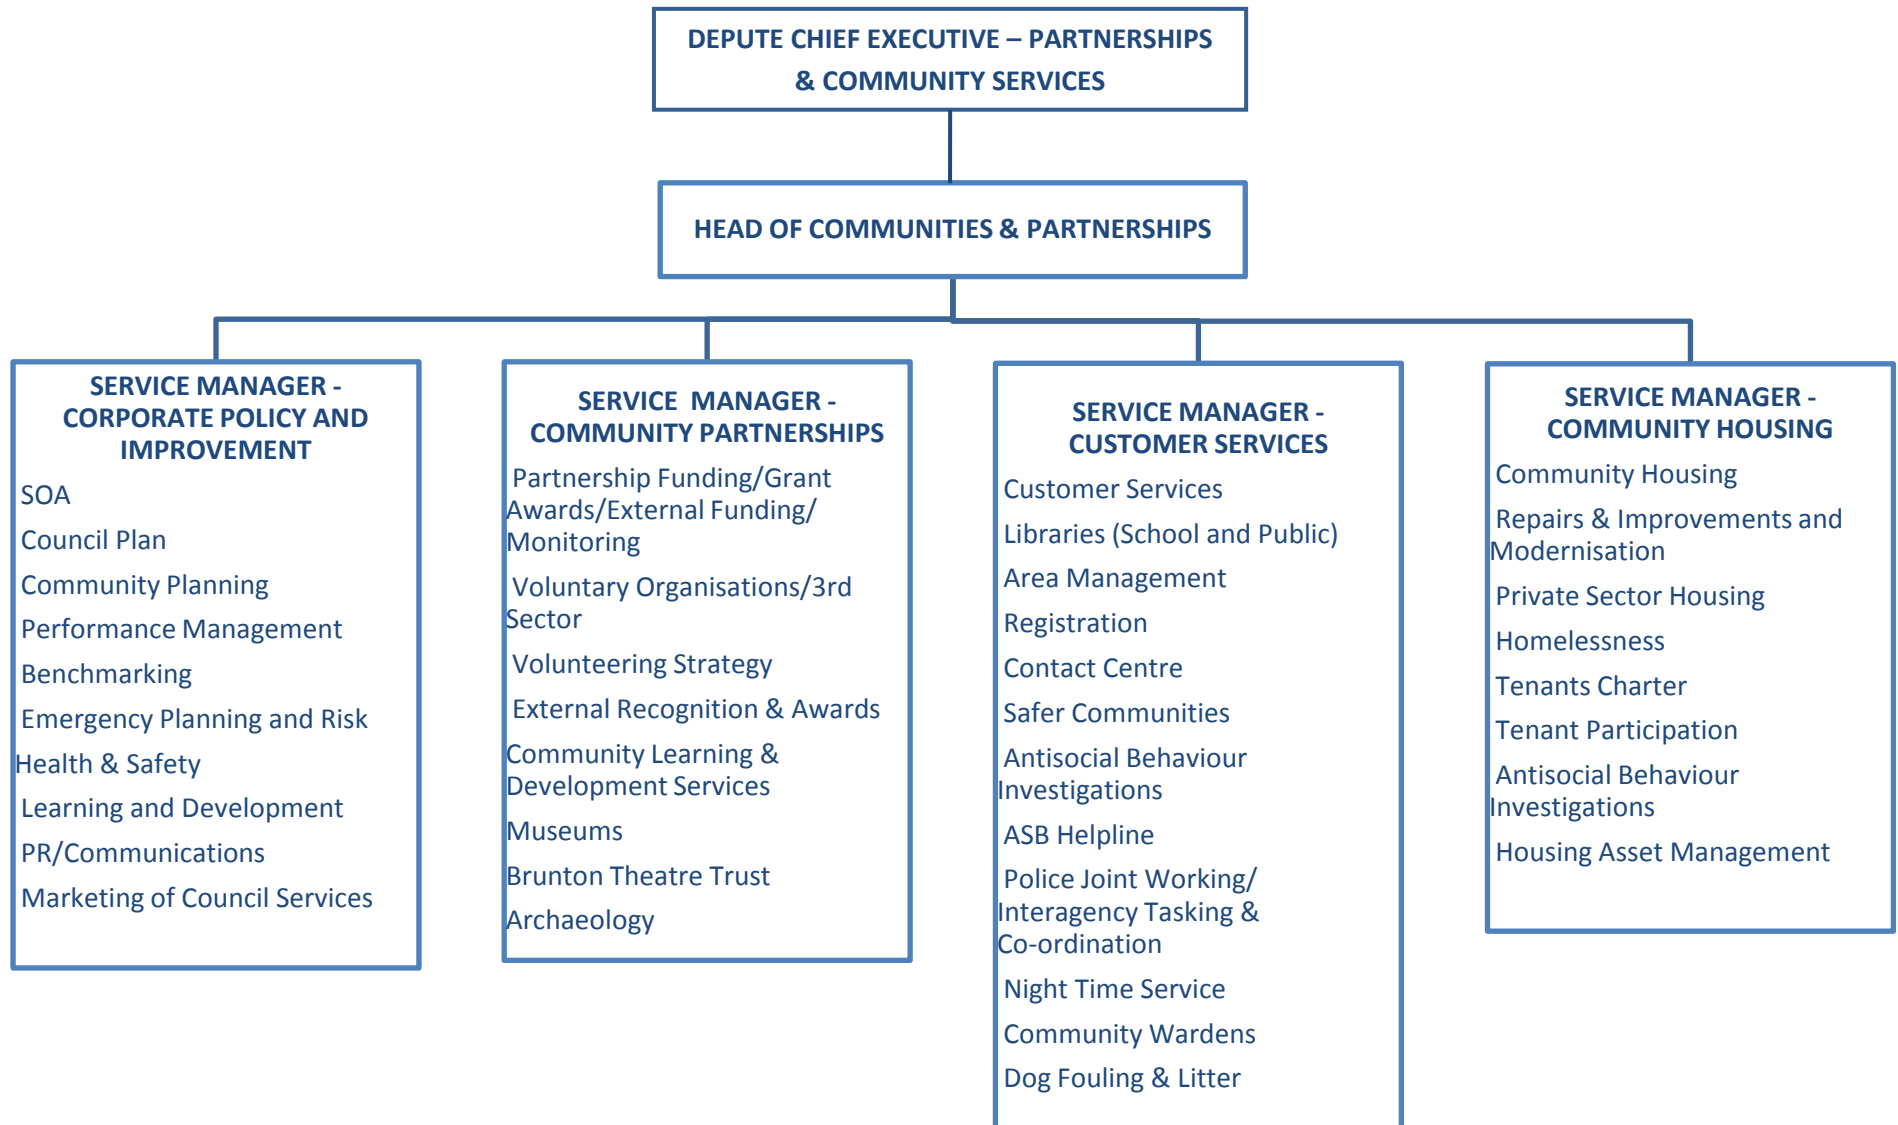 DEPUTE CHIEF EXECUTIVE – PARTNERSHIPS
& COMMUNITY SERVICES
HEAD OF COMMUNITIES & PARTNERSHIPS
SERVICE MANAGER -
CORPORATE POLICY AND
IMPROVEMENT
SOA
Council Plan
Community Planning
Performance Management
Benchmarking
Emergency Planning and Risk
Health & Safety
Learning and Development
PR/Communications
Marketing of Council Services
SERVICE MANAGER -
COMMUNITY PARTNERSHIPS
Partnership Funding/Grant
Awards/External Funding/
Monitoring
Voluntary Organisations/3rd
Sector
Volunteering Strategy
External Recognition & Awards
Community Learning &
Development Services
Museums
Brunton Theatre Trust
Archaeology
SERVICE MANAGER -
CUSTOMER SERVICES
Customer Services
Libraries (School and Public)
Area Management
Registration
Contact Centre
Safer Communities
Antisocial Behaviour
Investigations
ASB Helpline
Police Joint Working/
Interagency Tasking &
Co-ordination
Night Time Service
Community Wardens
Dog Fouling & Litter
SERVICE MANAGER -
COMMUNITY HOUSING
Community Housing
Repairs & Improvements and
Modernisation
Private Sector Housing
Homelessness
Tenants Charter
Tenant Participation
Antisocial Behaviour
Investigations
Housing Asset Management